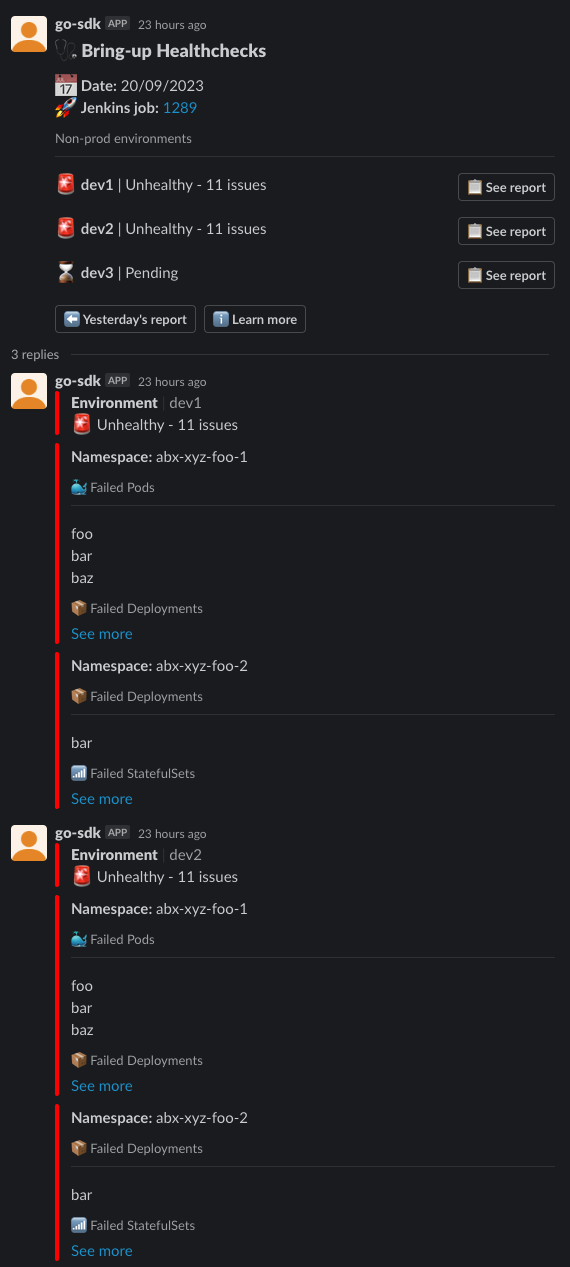 go-sdk APP 23 hours ago
Bring-up Healthchecks
17 Date: 20/09/2023
Jenkins job: 1289
Non-prod environments
dev1 | Unhealthy - 11 issues See report
dev2 | Unhealthy - 11 issues See report
dev3 | Pending See report
Yesterday's report Learn more
3 replies
go-sdk APP 23 hours ago
Environment | dev1
Unhealthy - 11 issues
Namespace: abx-xyz-foo-1
Failed Pods
foo
bar
baz
Failed Deployments
See more
Namespace: abx-xyz-foo-2
Failed Deployments
bar
Failed StatefulSets
See more
go-sdk APP 23 hours ago
Environment | dev2
Unhealthy - 11 issues
Namespace: abx-xyz-foo-1
Failed Pods
foo
bar
baz
Failed Deployments
See more
Namespace: abx-xyz-foo-2
Failed Deployments
bar
Failed StatefulSets
See more